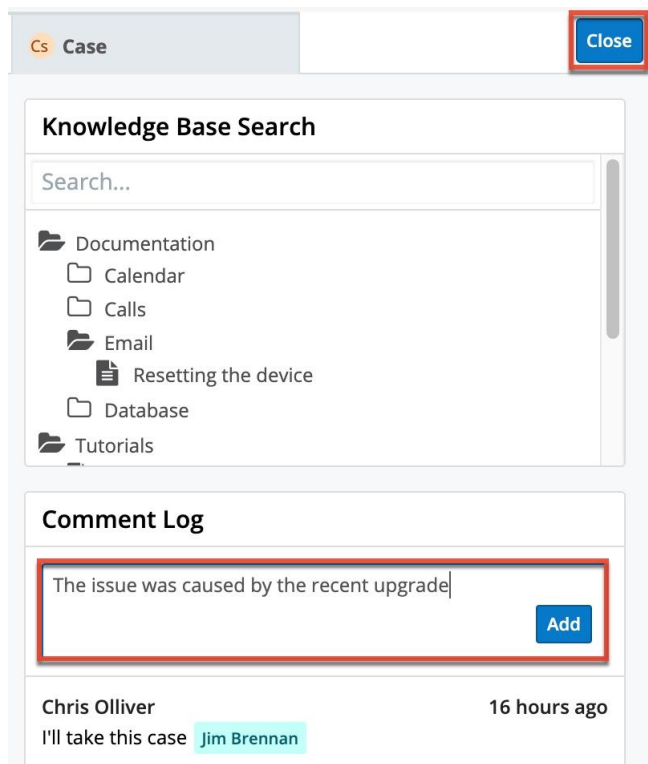 Cs Case
Close
Knowledge Base Search
Search...
Documentation
Calendar
Calls
Email
Resetting the device
Database
Tutorials
Comment Log
The issue was caused by the recent upgrade
Add
Chris Olliver 16 hours ago
I'll take this case Jim Brennan